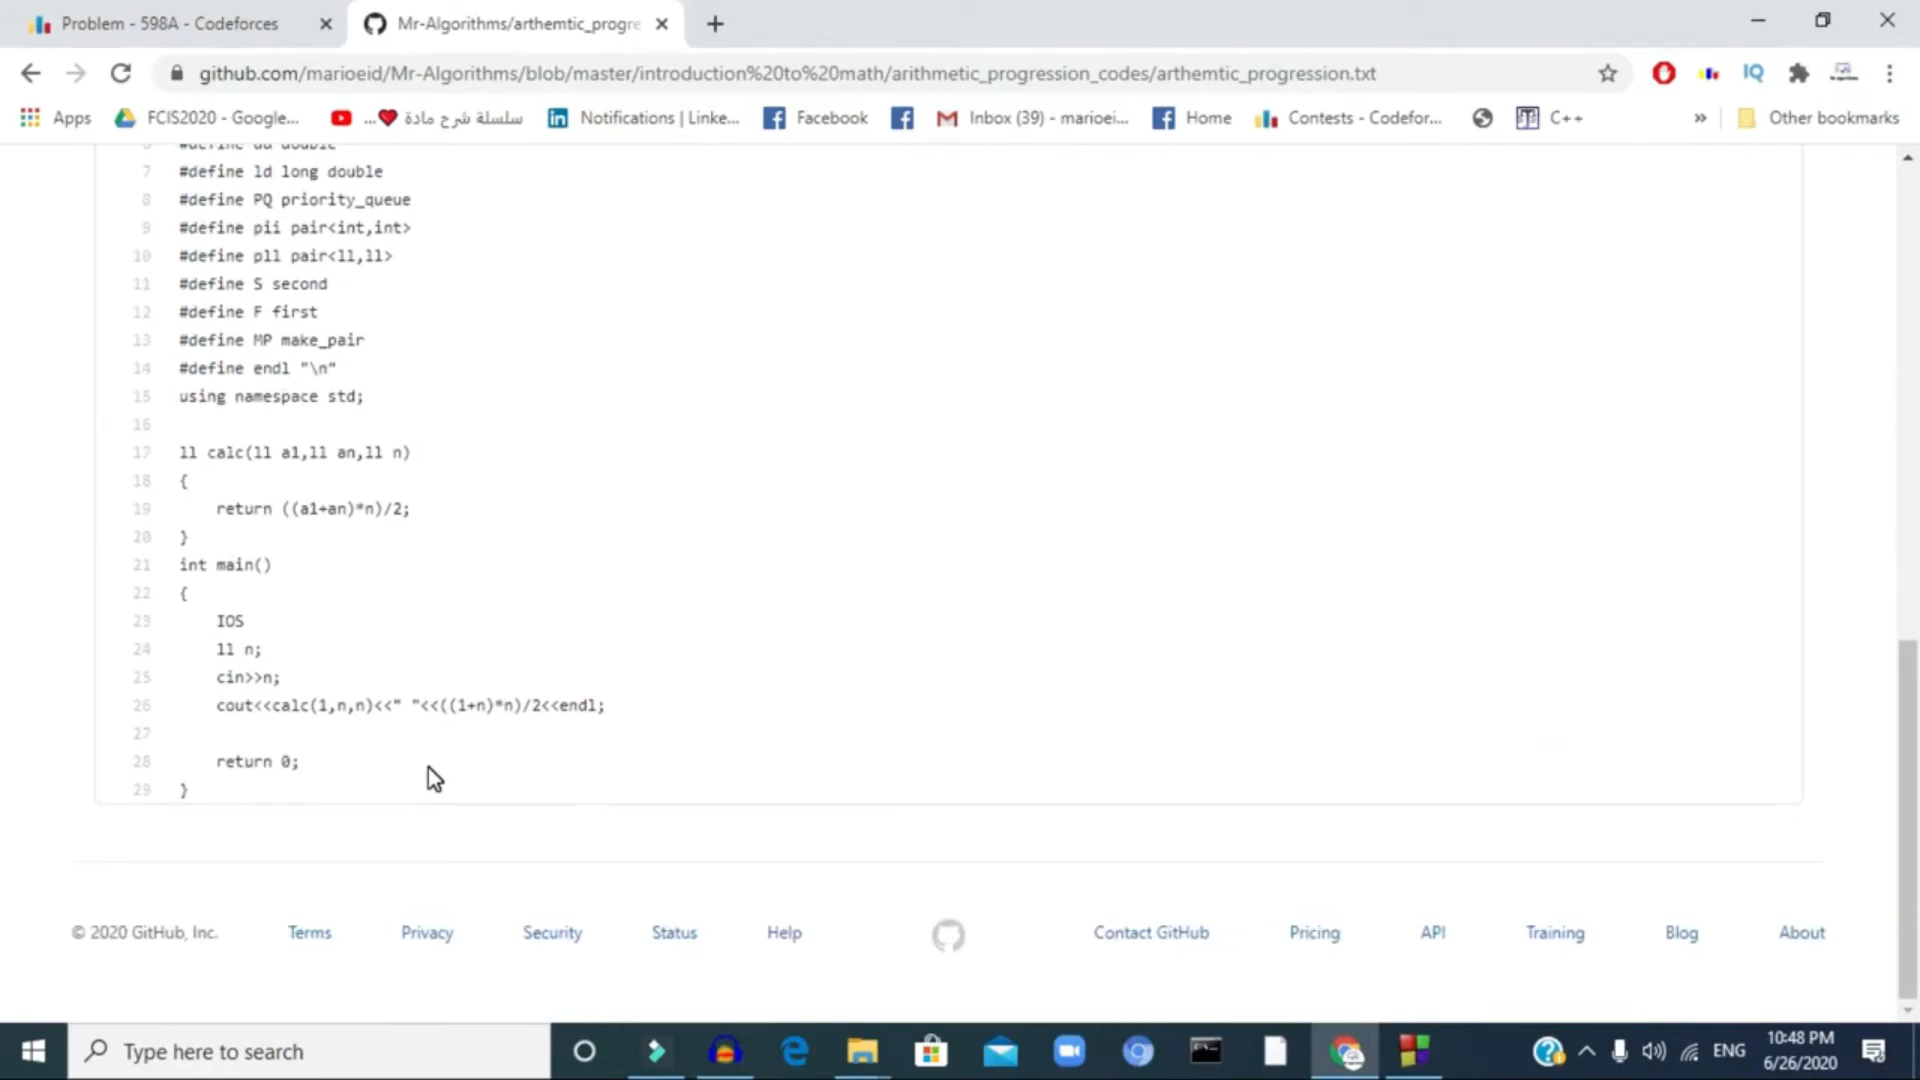 Problem - 598A - Codeforces
Mr-Algorithms/arthemtic_progre
github.com/marioeid/Mr-Algorithms/blob/master/introduction%20to%20math/arithmetic_progression_codes/arthemtic_progression.txt
IQ
Apps
FCIS2020 - Google...
سلسلة شرح مادة ❤...
Notifications | Linke...
Facebook
Inbox (39) - marioei...
Home
Contests - Codefor...
C++
»
Other bookmarks
7 #define ld long double
8 #define PQ priority_queue
9 #define pii pair<int,int>
10 #define pll pair<ll,ll>
11 #define S second
12 #define F first
13 #define MP make_pair
14 #define endl "\n"
15 using namespace std;
16
17 ll calc(ll a1,ll an,ll n)
18 {
19 return ((a1+an)*n)/2;
20 }
21 int main()
22 {
23 IOS
24 ll n;
25 cin>>n;
26 cout<<calc(1,n,n)<<" "<<((1+n)*n)/2<<endl;
27
28 return 0;
29 }
© 2020 GitHub, Inc.
Terms
Privacy
Security
Status
Help
Contact GitHub
Pricing
API
Training
Blog
About
Type here to search
ENG
10:48 PM
6/26/2020